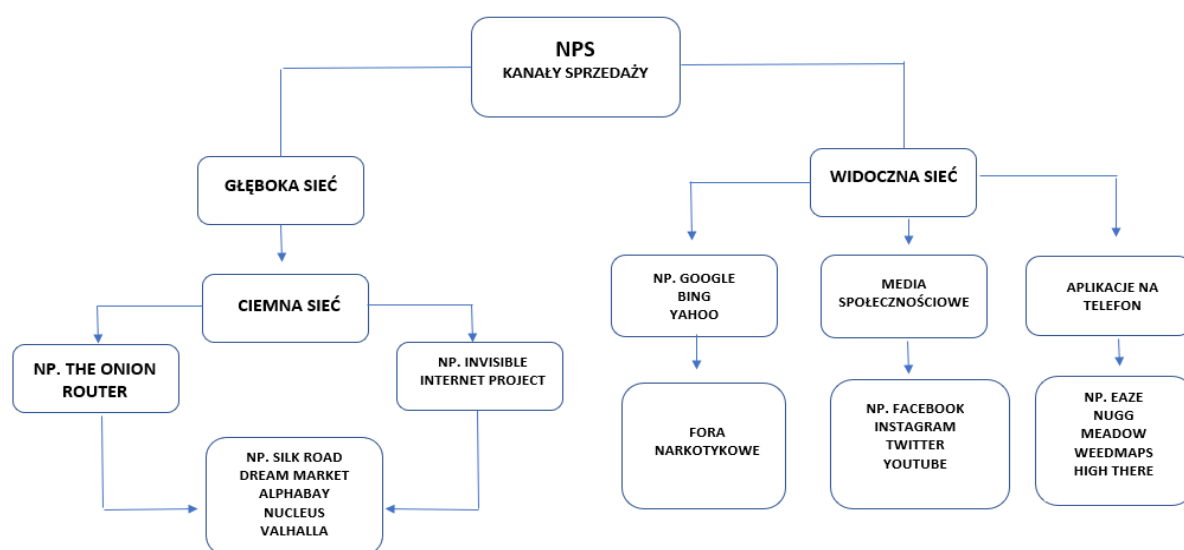 NPS
KANAŁY SPRZEDAŻY
GŁĘBOKA SIEĆ
WIDOCZNA SIEĆ
CIEMNA SIEĆ
NP. GOOGLE
BING
YAHOO
MEDIA
SPOŁECZNOŚCIOWE
APLIKACJE NA
TELEFON
NP. THE ONION
ROUTER
NP. INVISIBLE
INTERNET PROJECT
FORA
NARKOTYKOWE
NP. FACEBOOK
INSTAGRAM
TWITTER
YOUTUBE
NP. EAZE
NUGG
MEADOW
WEEDMAPS
HIGH THERE
NP. SILK ROAD
DREAM MARKET
ALPHABAY
NUCLEUS
VALHALLA